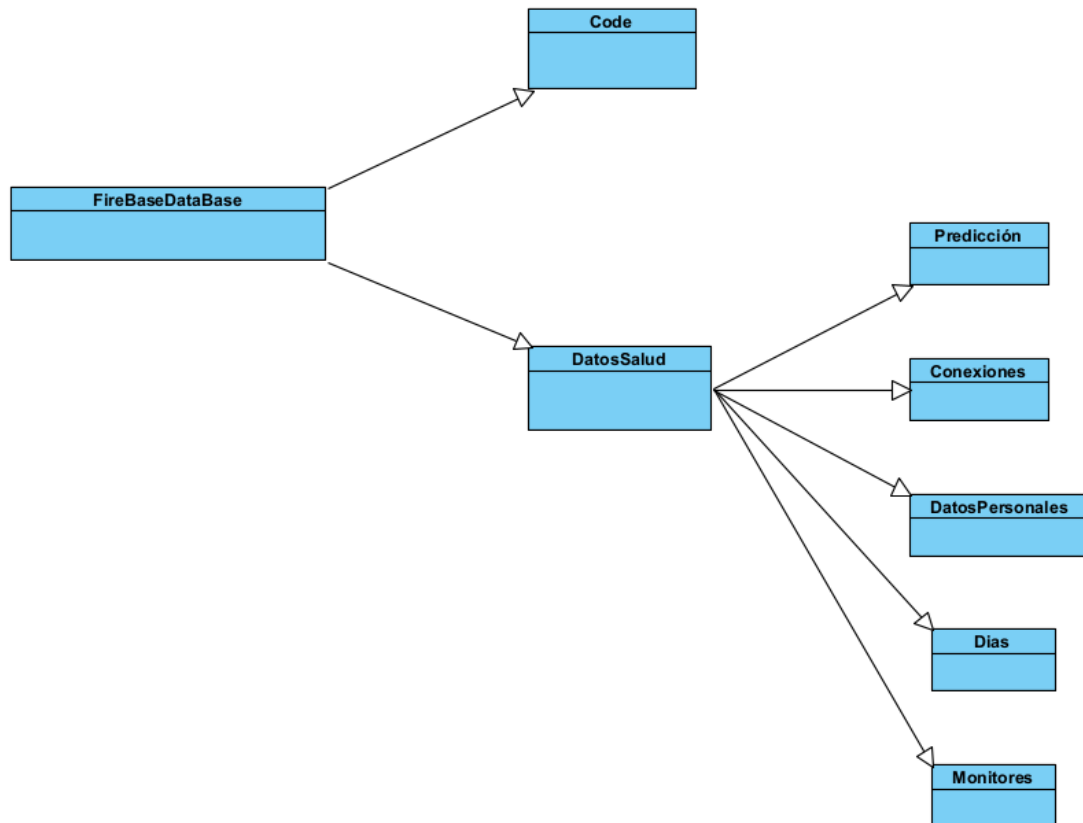 Code
FireBaseDataBase
Predicción
DatosSalud
Conexiones
DatosPersonales
Dias
Monitores